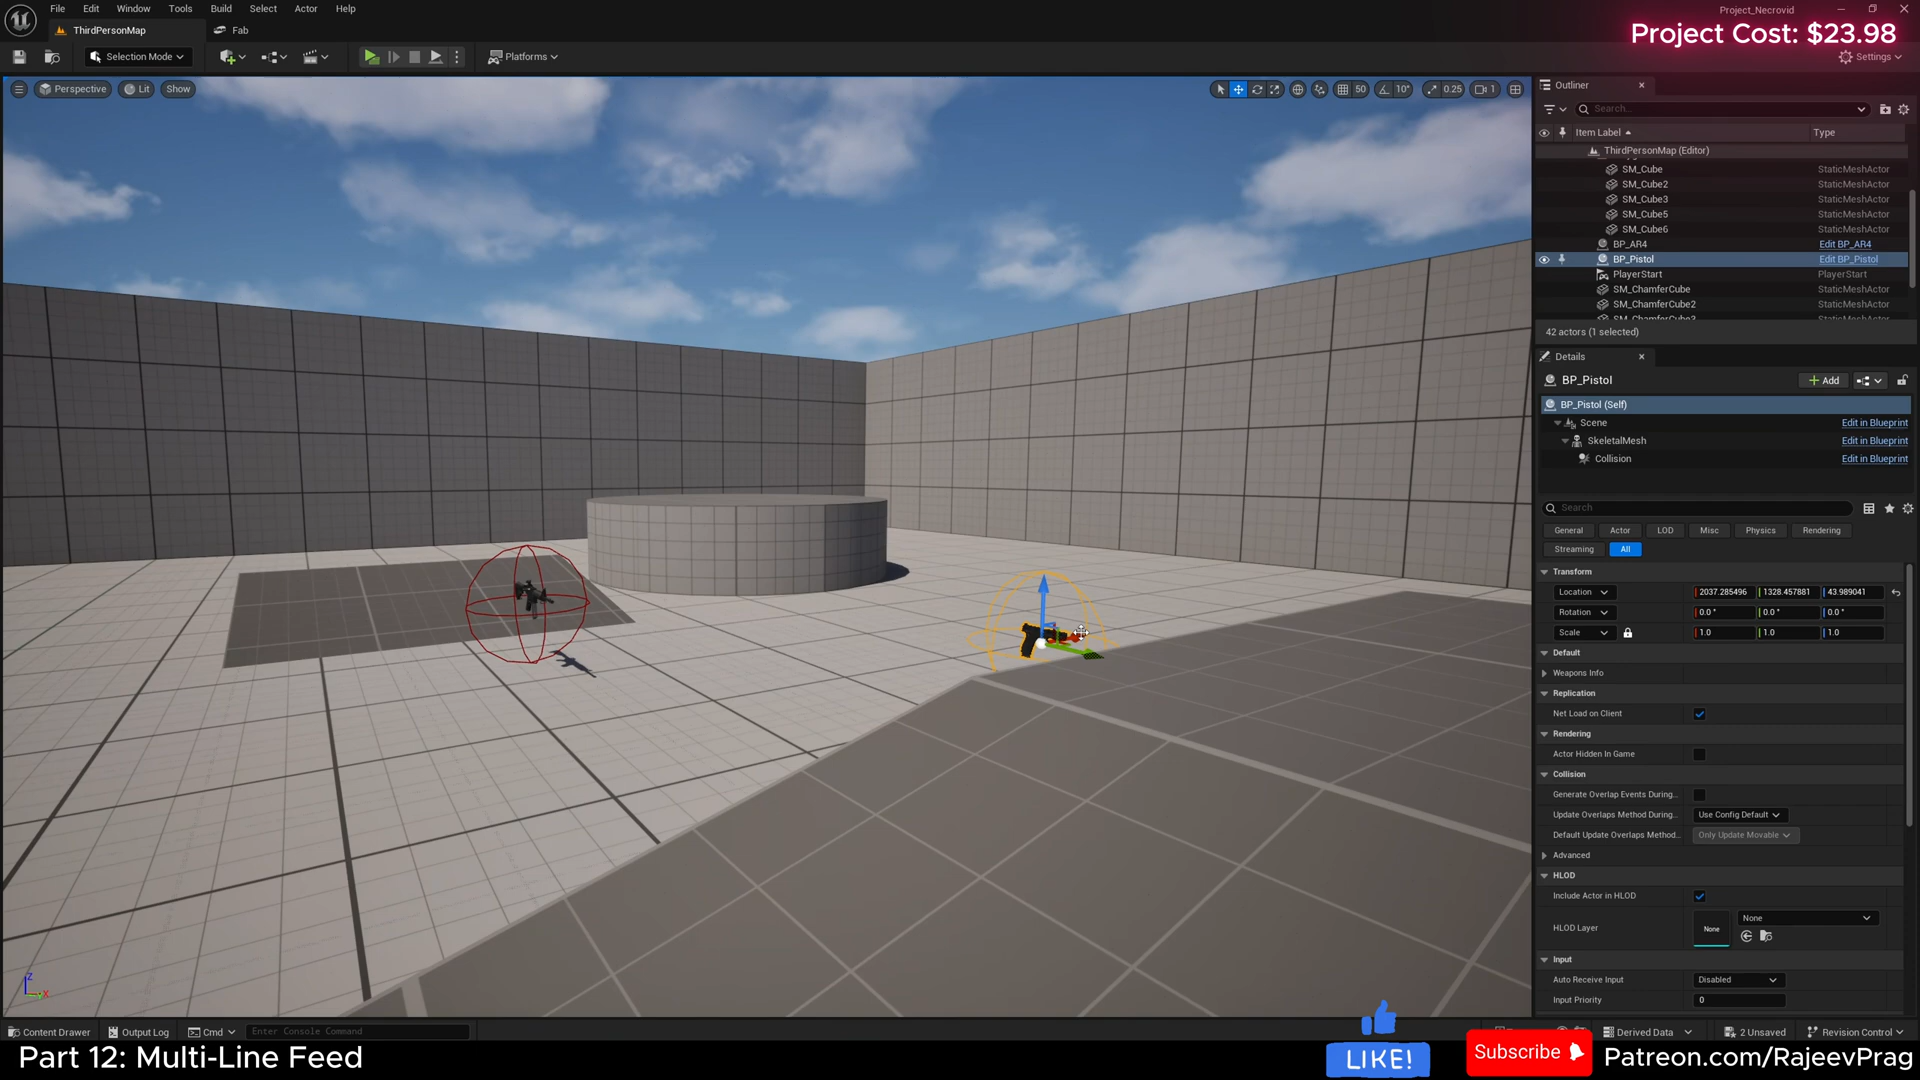 File Edit Window Tools Build Select Actor Help
Project_Necrovid
ThirdPersonMap Fab
Project Cost: $23.98
Selection Mode Platforms Settings
Perspective Lit Show
50 10° 0.25 1
Outliner
Search...
Item Label Type
ThirdPersonMap (Editor)
SM_Cube StaticMeshActor
SM_Cube2 StaticMeshActor
SM_Cube3 StaticMeshActor
SM_Cube5 StaticMeshActor
SM_Cube6 StaticMeshActor
BP_AR4 Edit BP_AR4
BP_Pistol Edit BP_Pistol
PlayerStart PlayerStart
SM_ChamferCube StaticMeshActor
SM_ChamferCube2 StaticMeshActor
SM_ChamferCube3 StaticMeshActor
42 actors (1 selected)
Details
BP_Pistol Add
BP_Pistol (Self)
Scene Edit in Blueprint
SkeletalMesh Edit in Blueprint
Collision Edit in Blueprint
Search
General Actor LOD Misc Physics Rendering
Streaming All
Transform
Location 2037.285496 1328.457881 43.989041
Rotation 0.0 ° 0.0 ° 0.0 °
Scale 1.0 1.0 1.0
Default
Weapons Info
Replication
Net Load on Client
Rendering
Actor Hidden In Game
Collision
Generate Overlap Events During...
Update Overlaps Method During... Use Config Default
Default Update Overlaps Method... Only Update Movable
Advanced
HLOD
Include Actor in HLOD
HLOD Layer None None
Input
Auto Receive Input Disabled
Input Priority 0
Z
X
Content Drawer Output Log Cmd Enter Console Command
Derived Data 2 Unsaved Revision Control
Part 12: Multi-Line Feed
LIKE!
Subscribe
Patreon.com/RajeevPrag